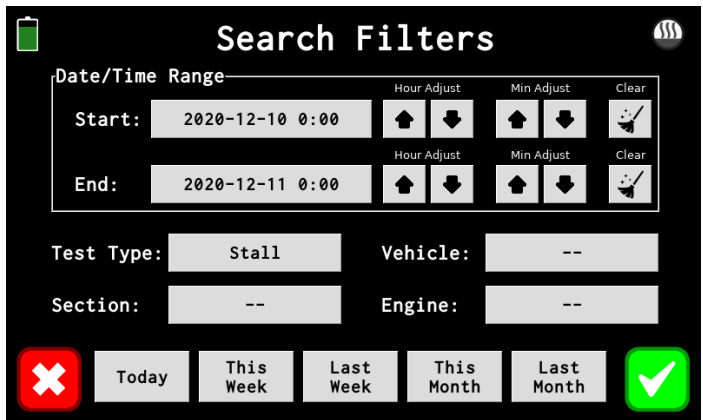 Search Filters
Date/Time Range
Hour Adjust Min Adjust Clear
Start: 2020-12-10 0:00
Hour Adjust Min Adjust Clear
End: 2020-12-11 0:00
Test Type: Stall Vehicle: --
Section: -- Engine: --
Today This Week Last Week This Month Last Month